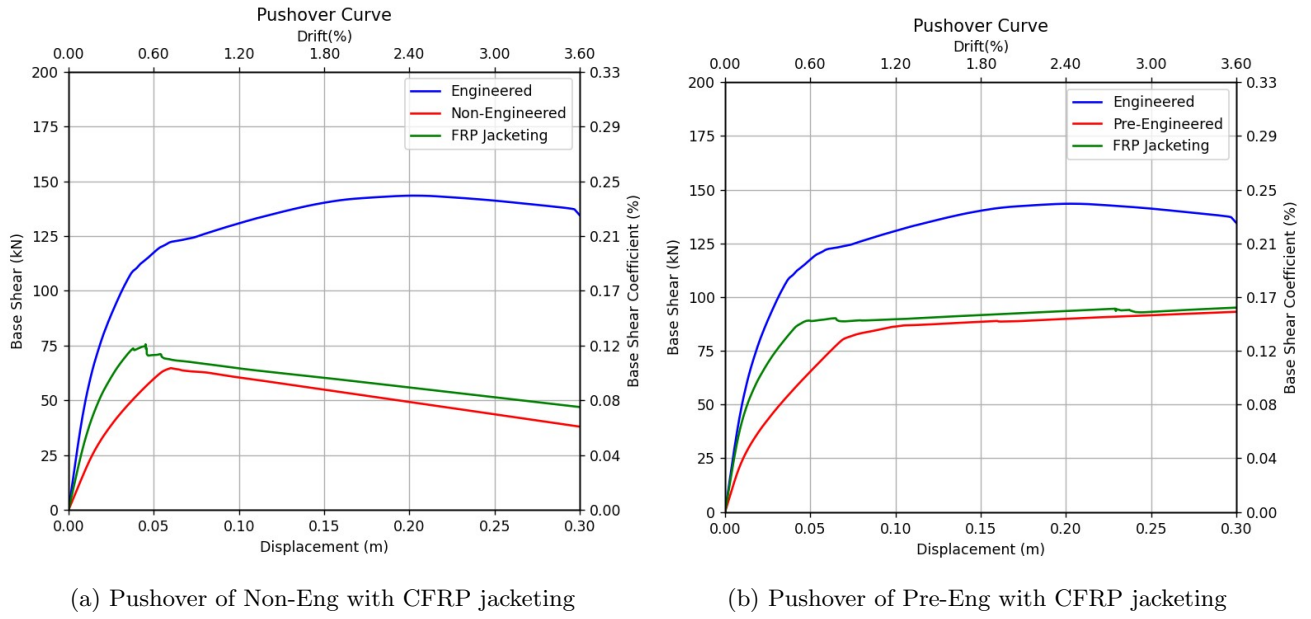 Pushover Curve
Drift(%)
0.00 0.60 1.20 1.80 2.40 3.00 3.60
200 175 150 125 100 75 50 25 0
Base Shear (kN)
Engineered
Non-Engineered
FRP Jacketing
0.33 0.29 0.25 0.21 0.17 0.12 0.08 0.04 0.00
Base Shear Coefficient (%)
0.00 0.05 0.10 0.15 0.20 0.25 0.30
Displacement (m)
(a) Pushover of Non-Eng with CFRP jacketing
Pushover Curve
Drift(%)
0.00 0.60 1.20 1.80 2.40 3.00 3.60
200 175 150 125 100 75 50 25 0
Base Shear (kN)
Engineered
Pre-Engineered
FRP Jacketing
0.33 0.29 0.25 0.21 0.17 0.12 0.08 0.04 0.00
Base Shear Coefficient (%)
0.00 0.05 0.10 0.15 0.20 0.25 0.30
Displacement (m)
(b) Pushover of Pre-Eng with CFRP jacketing